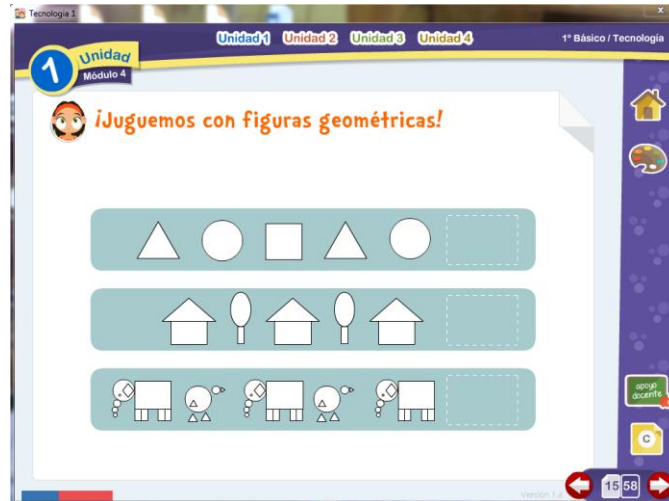 Tecnologia 1
x
Unidad 1 Unidad 2 Unidad 3 Unidad 4
1° Básico / Tecnología
1
Unidad
Módulo 4
¡Juguemos con figuras geométricas!
apoyo
docente
C
15 58